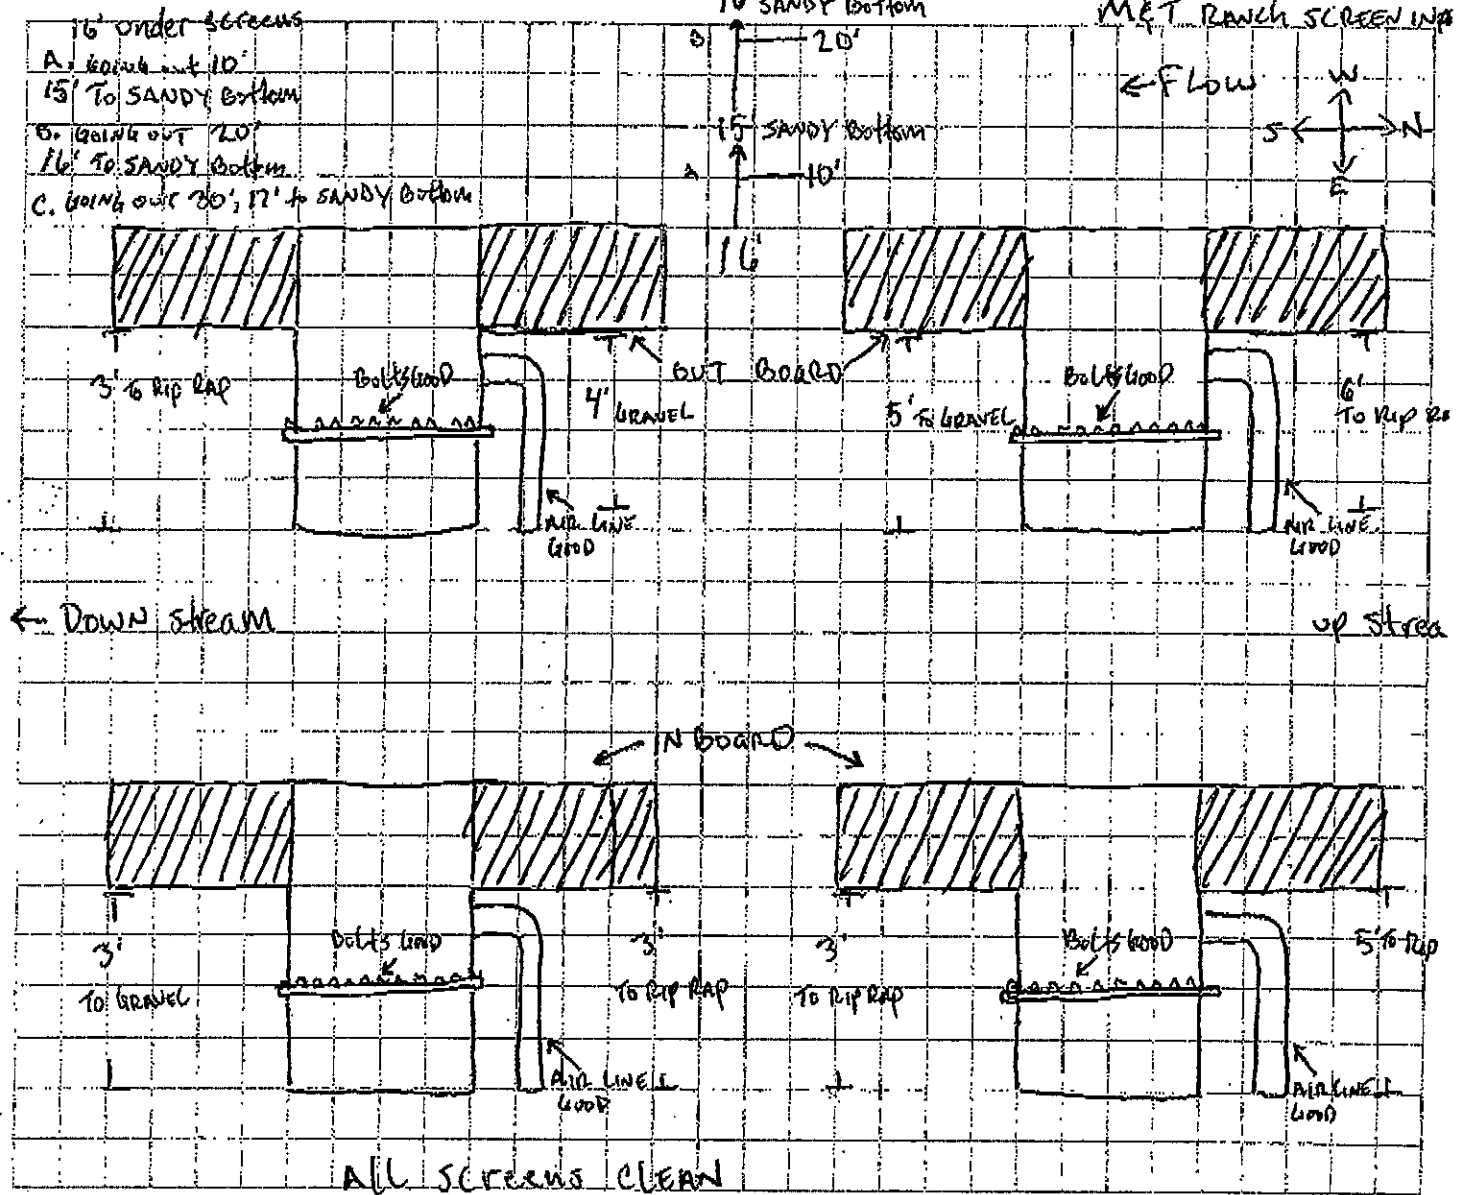 16' under screens
A. GOING out 10'
15' TO SANDY Bottom
B. GOING OUT 20'
16' TO SANDY Bottom
C. GOING OUT 30', 17' to SANDY Bottom
16' SANDY Bottom
B 20'
15' SANDY Bottom
A 10'
16'
M&T RANCH SCREEN
← FLOW
W
S N
E
OUT BOARD
3' To Rip RAP
Bolts GOOD
4' GRAVEL
AIR LINE
GOOD
5' To GRAVEL
Bolts GOOD
6'
To Rip
AIR LINE
GOOD
← DOWN stream
up strea
IN BOARD
3'
TO GRAVEL
Bolts GOOD
3'
TO Rip RAP
AIR LINE
GOOD
3'
TO Rip RAP
Bolts GOOD
5' To Rip
AIR LINE
GOOD
ALL screens CLEAN